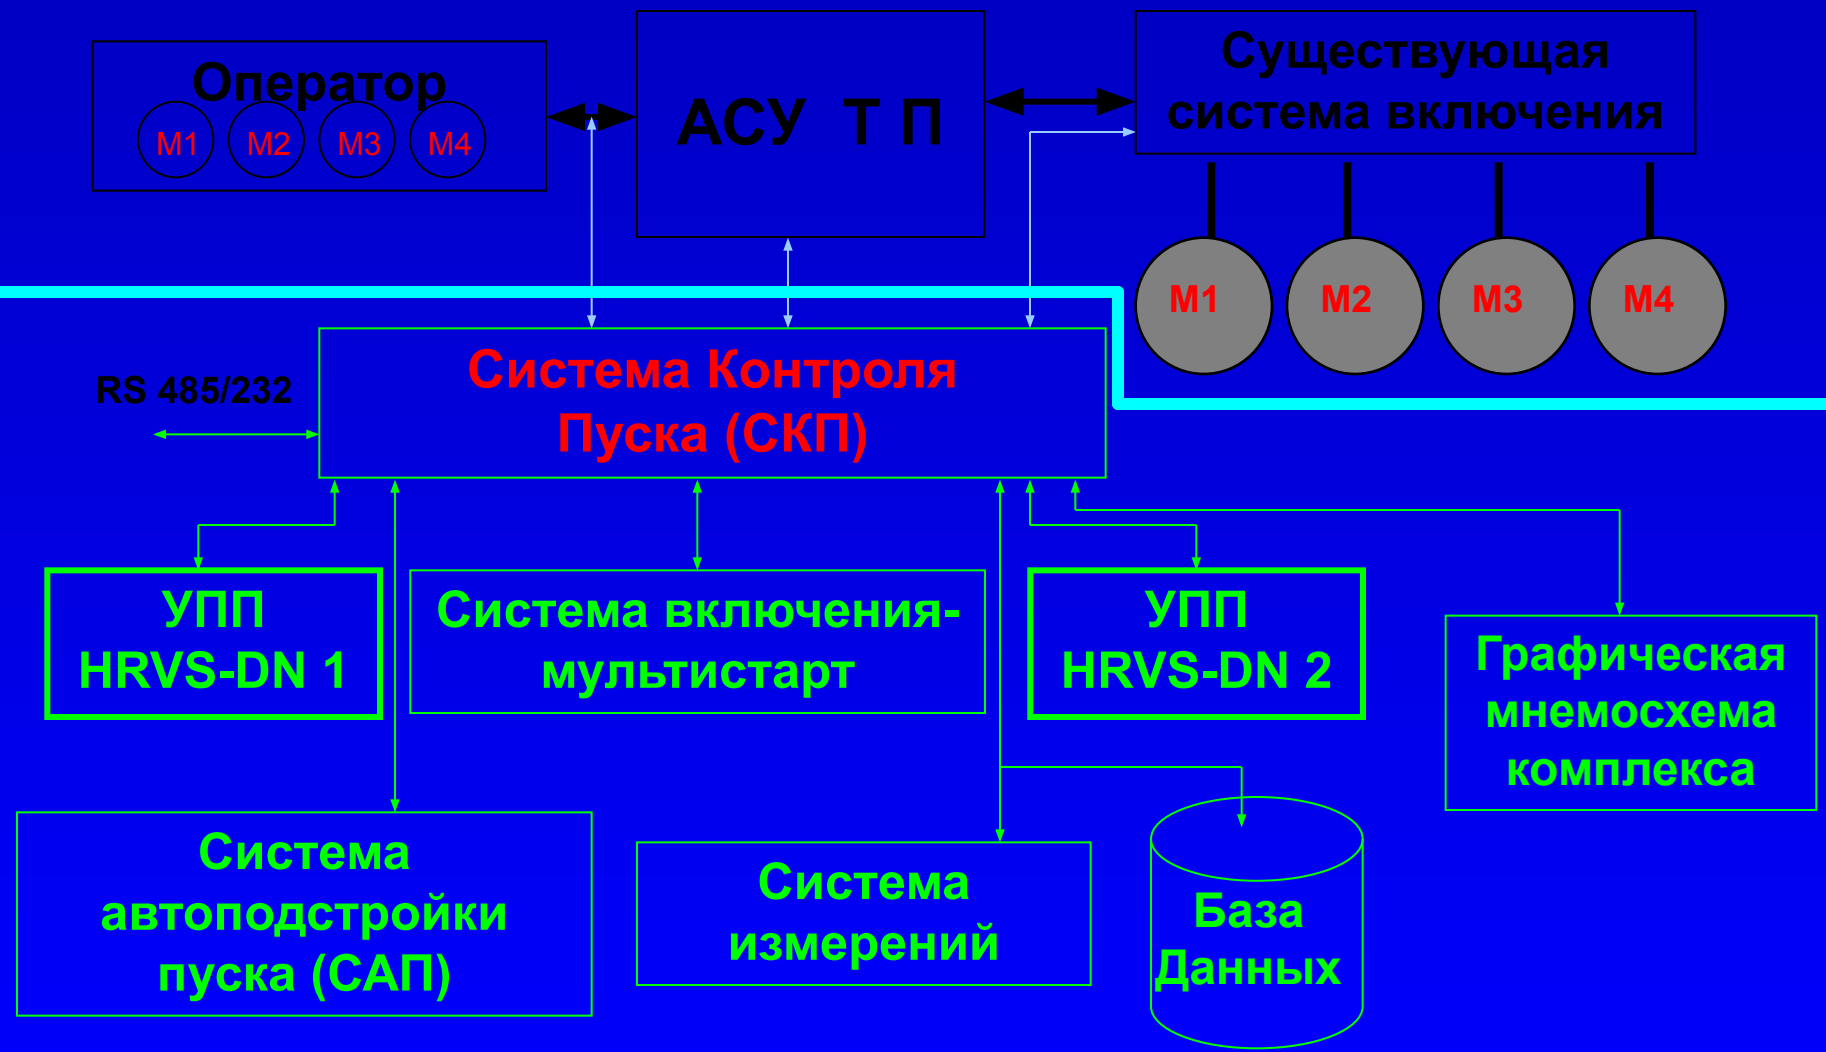 Оператор
М1 М2 М3 М4
АСУ Т П
Существующая
система включения
М1 М2 М3 М4
RS 485/232
Система Контроля
Пуска (СКП)
УПП
HRVS-DN 1
Система включения-
мультистарт
УПП
HRVS-DN 2
Графическая
мнемосхема
комплекса
Система
автоподстройки
пуска (САП)
Система
измерений
База
Данных